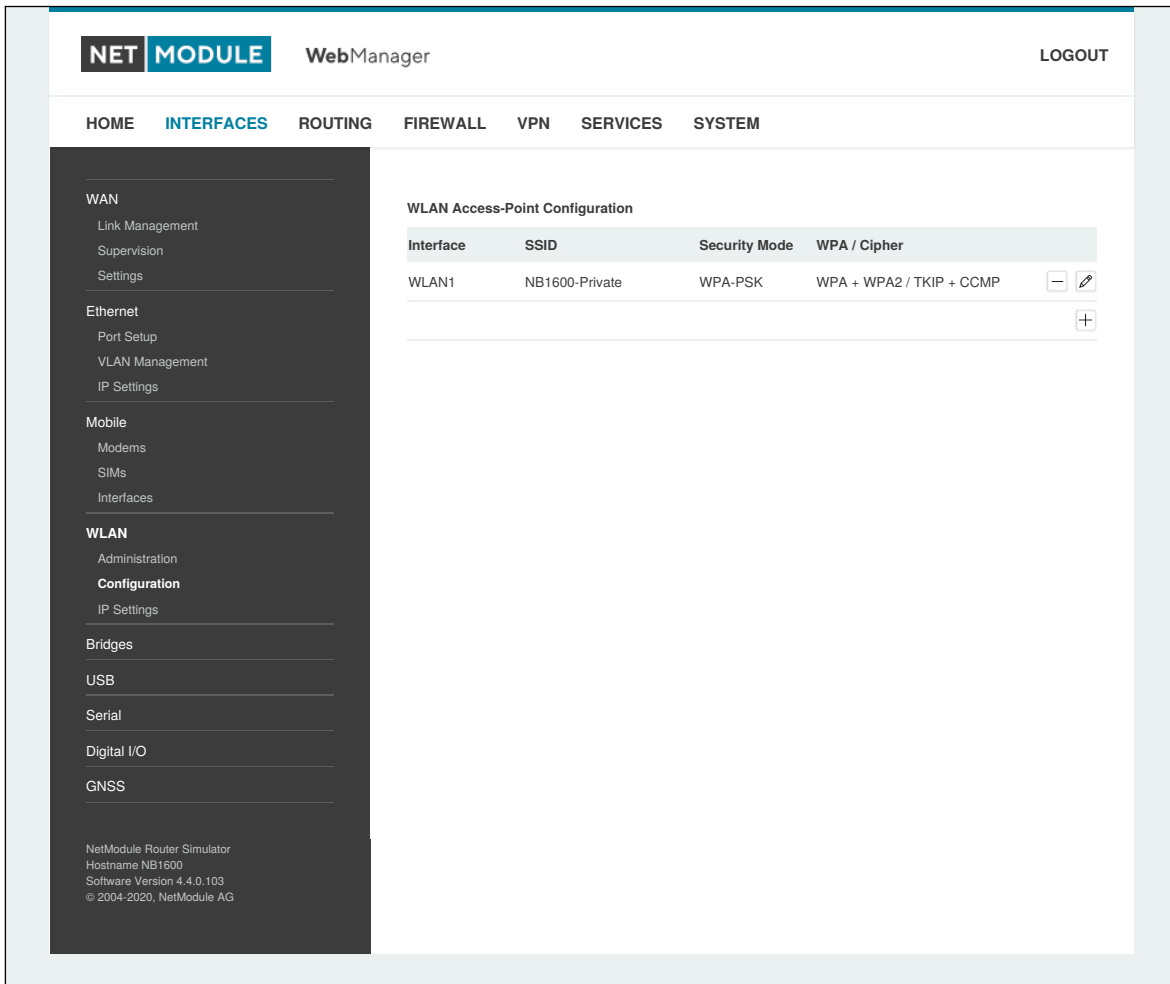 NET MODULE WebManager LOGOUT
HOME INTERFACES ROUTING FIREWALL VPN SERVICES SYSTEM
WAN
Link Management
Supervision
Settings
Ethernet
Port Setup
VLAN Management
IP Settings
Mobile
Modems
SIMs
Interfaces
WLAN
Administration
Configuration
IP Settings
Bridges
USB
Serial
Digital I/O
GNSS
NetModule Router Simulator
Hostname NB1600
Software Version 4.4.0.103
© 2004-2020, NetModule AG
WLAN Access-Point Configuration
Interface SSID Security Mode WPA / Cipher
WLAN1 NB1600-Private WPA-PSK WPA + WPA2 / TKIP + CCMP